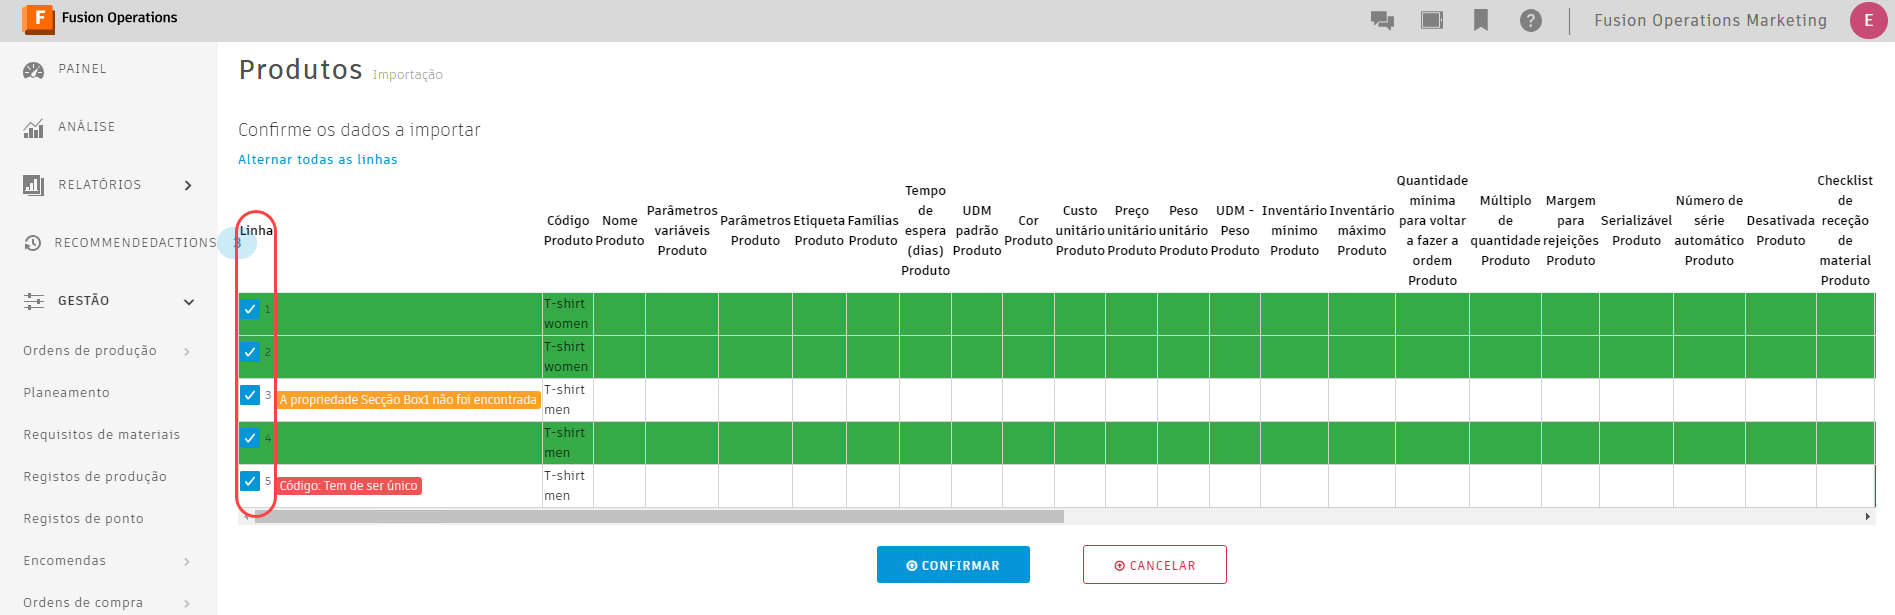 F Fusion Operations
? Fusion Operations Marketing E
PAINEL
ANÁLISE
RELATÓRIOS
RECOMMENDEDACTIONS 3
GESTÃO
Ordens de produção
Planeamento
Requisitos de materiais
Registos de produção
Registos de ponto
Encomendas
Ordens de compra
Produtos Importação
Confirme os dados a importar
Alternar todas as linhas
Linha
Código
Produto
Nome
Produto
Parâmetros
variáveis
Produto
Parâmetros
Produto
Etiqueta
Produto
Famílias
Produto
Tempo
de
espera
(dias)
Produto
UDM
padrão
Produto
Cor
Produto
Custo
unitário
Produto
Preço
unitário
Produto
Peso
unitário
Produto
UDM -
Peso
Produto
Inventário
mínimo
Produto
Inventário
máximo
Produto
Quantidade
mínima
para voltar
a fazer a
ordem
Produto
Múltiplo
de
quantidade
Produto
Margem
para
rejeições
Produto
Serializável
Produto
Número de
série
automático
Produto
Desativada
Produto
Checklist
de
receção
de
material
Produto
1
T-shirt
women
2
T-shirt
women
3
A propriedade Secção Box1 não foi encontrada
T-shirt
men
4
T-shirt
men
5
Código: Tem de ser único
T-shirt
men
CONFIRMAR
CANCELAR